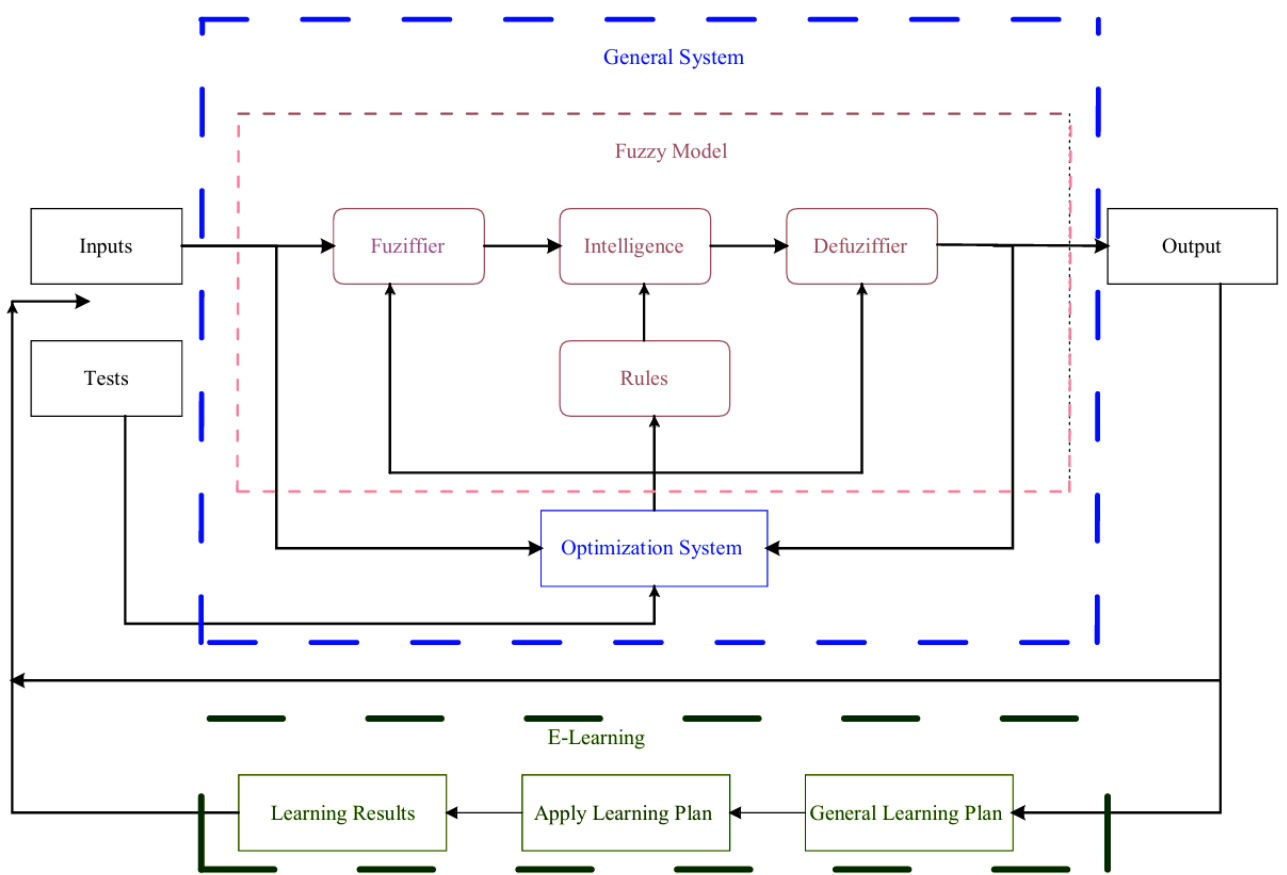 General System
Fuzzy Model
Inputs
Fuziffier
Intelligence
Defuziffier
Output
Tests
Rules
Optimization System
E-Learning
Learning Results
Apply Learning Plan
General Learning Plan